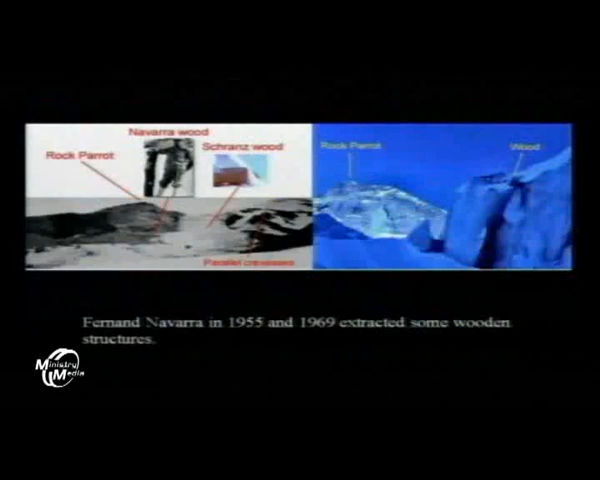 Navarra wood
Schranz wood
Rock Parrot
Rock Parrot
Wood
Parallel crevasses
Fernand Navarra in 1955 and 1969 extracted some wooden
structures.
Ministry
Media